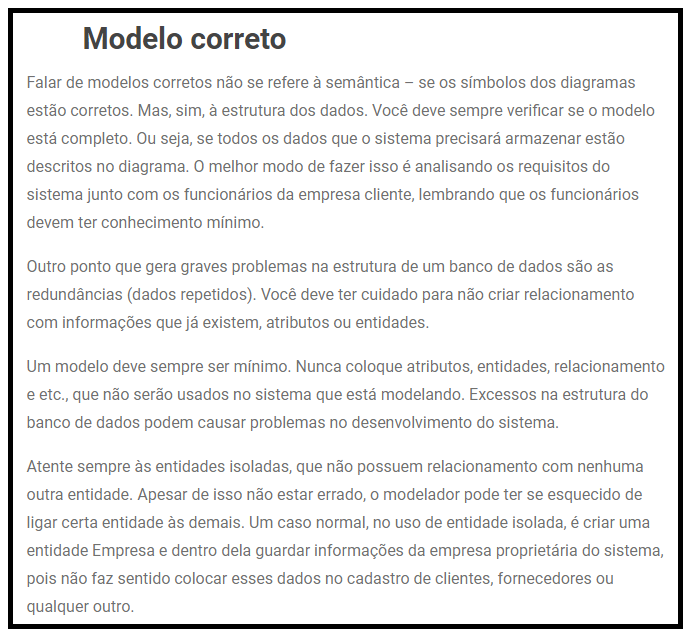 Modelo correto
Falar de modelos corretos não se refere à semântica – se os símbolos dos diagramas
estão corretos. Mas, sim, à estrutura dos dados. Você deve sempre verificar se o modelo
está completo. Ou seja, se todos os dados que o sistema precisará armazenar estão
descritos no diagrama. O melhor modo de fazer isso é analisando os requisitos do
sistema junto com os funcionários da empresa cliente, lembrando que os funcionários
devem ter conhecimento mínimo.
Outro ponto que gera graves problemas na estrutura de um banco de dados são as
redundâncias (dados repetidos). Você deve ter cuidado para não criar relacionamento
com informações que já existem, atributos ou entidades.
Um modelo deve sempre ser mínimo. Nunca coloque atributos, entidades, relacionamento
e etc., que não serão usados no sistema que está modelando. Excessos na estrutura do
banco de dados podem causar problemas no desenvolvimento do sistema.
Atente sempre às entidades isoladas, que não possuem relacionamento com nenhuma
outra entidade. Apesar de isso não estar errado, o modelador pode ter se esquecido de
ligar certa entidade às demais. Um caso normal, no uso de entidade isolada, é criar uma
entidade Empresa e dentro dela guardar informações da empresa proprietária do sistema,
pois não faz sentido colocar esses dados no cadastro de clientes, fornecedores ou
qualquer outro.